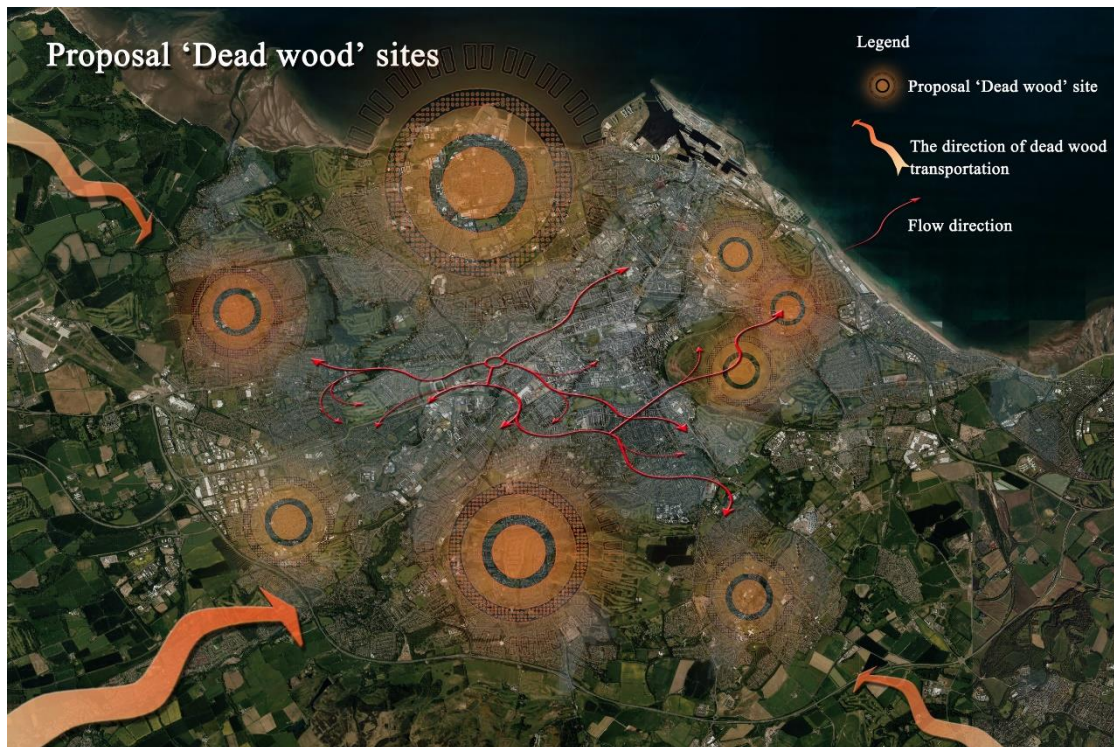 Proposal ‘Dead wood’ sites
Legend
Proposal ‘Dead wood’ site
The direction of dead wood
transportation
Flow direction